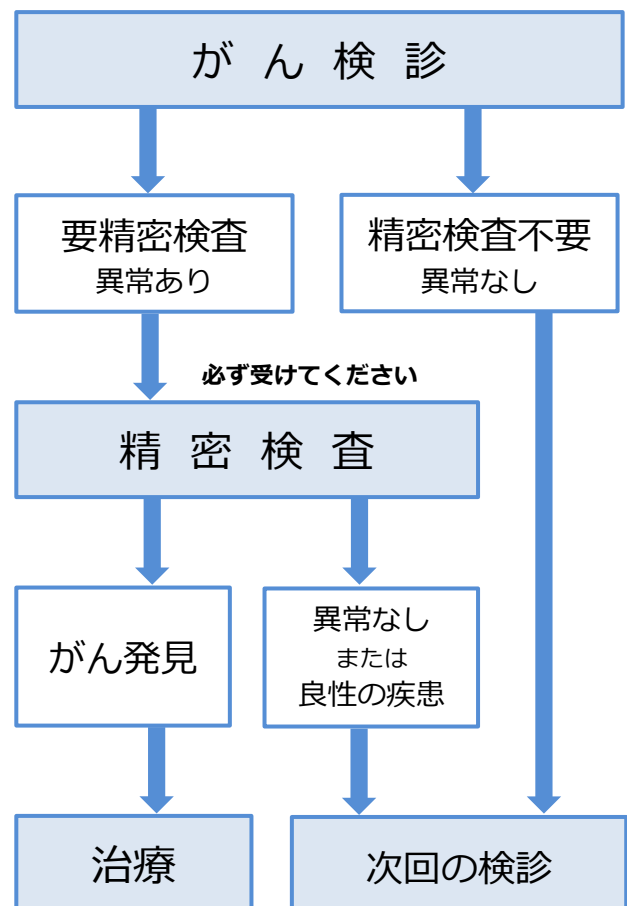 がん検診
要精密検査
異常あり
精密検査不要
異常なし
必ず受けてください
精密検査
がん発見
異常なし
または
良性の疾患
治療
次回の検診